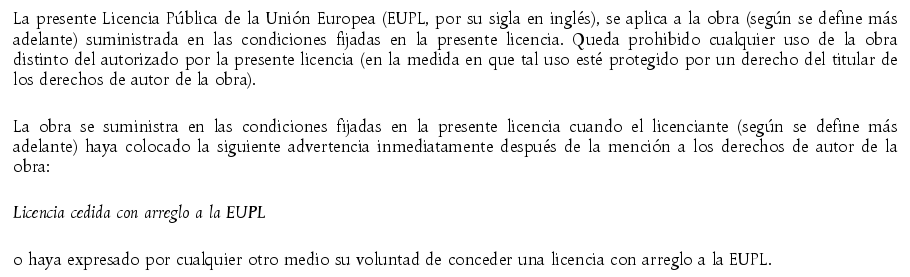 La presente Licencia Pública de la Unión Europea (EUPL, por su sigla en inglés), se aplica a la obra (según se define más
adelante) suministrada en las condiciones fijadas en la presente licencia. Queda prohibido cualquier uso de la obra
distinto del autorizado por la presente licencia (en la medida en que tal uso esté protegido por un derecho del titular de
los derechos de autor de la obra).
La obra se suministra en las condiciones fijadas en la presente licencia cuando el licenciante (según se define más
adelante) haya colocado la siguiente advertencia inmediatamente después de la mención a los derechos de autor de la
obra:
Licencia cedida con arreglo a la EUPL
o haya expresado por cualquier otro medio su voluntad de conceder una licencia con arreglo a la EUPL.